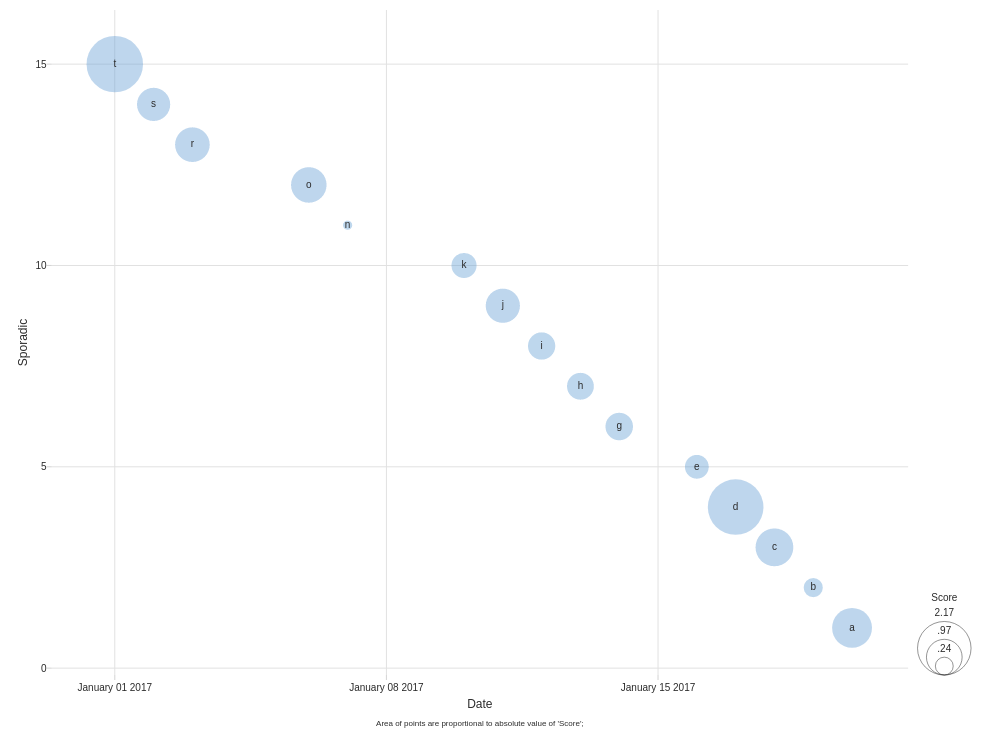 15
t
s
r
o
n
10
k
j
i
h
g
5
e
d
c
b
a
0
Sporadic
January 01 2017
January 08 2017
January 15 2017
Date
Score
2.17
.97
.24
Area of points are proportional to absolute value of 'Score';